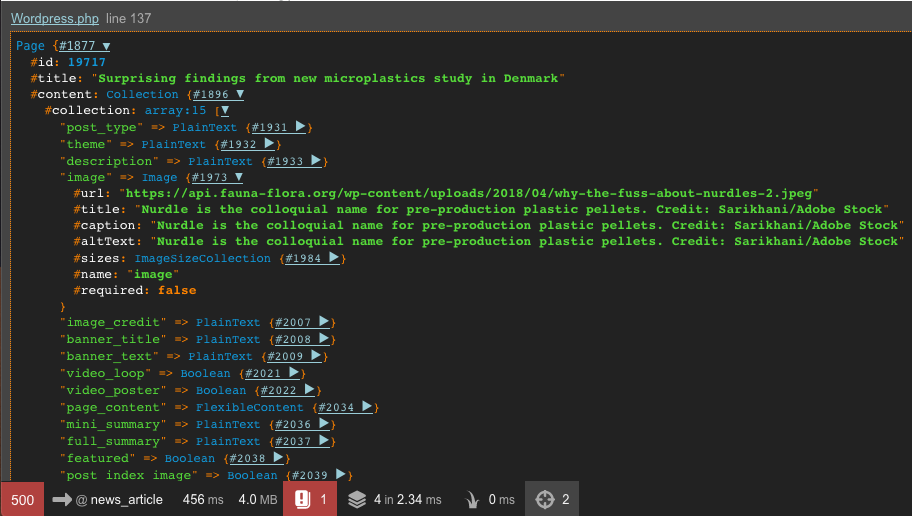 Wordpress.php line 137
Page {#1877 ▼
#id: 19717
#title: "Surprising findings from new microplastics study in Denmark"
#content: Collection {#1896 ▼
#collection: array:15 [▼
"post_type" => PlainText {#1931 ▶}
"theme" => PlainText {#1932 ▶}
"description" => PlainText {#1933 ▶}
"image" => Image {#1973 ▼
#url: "https://api.fauna-flora.org/wp-content/uploads/2018/04/why-the-fuss-about-nurdles-2.jpeg"
#title: "Nurdle is the colloquial name for pre-production plastic pellets. Credit: Sarikhani/Adobe Stock"
#caption: "Nurdle is the colloquial name for pre-production plastic pellets. Credit: Sarikhani/Adobe Stock"
#altText: "Nurdle is the colloquial name for pre-production plastic pellets. Credit: Sarikhani/Adobe Stock"
#sizes: ImageSizeCollection {#1984 ▶}
#name: "image"
#required: false
}
"image_credit" => PlainText {#2007 ▶}
"banner_title" => PlainText {#2008 ▶}
"banner_text" => PlainText {#2009 ▶}
"video_loop" => Boolean {#2021 ▶}
"video_poster" => Boolean {#2022 ▶}
"page_content" => FlexibleContent {#2034 ▶}
"mini_summary" => PlainText {#2036 ▶}
"full_summary" => PlainText {#2037 ▶}
"featured" => Boolean {#2038 ▶}
"post_index_image" => Boolean {#2039 ▶}
500 @ news_article 456 ms 4.0 MB 1 4 in 2.34 ms 0 ms 2